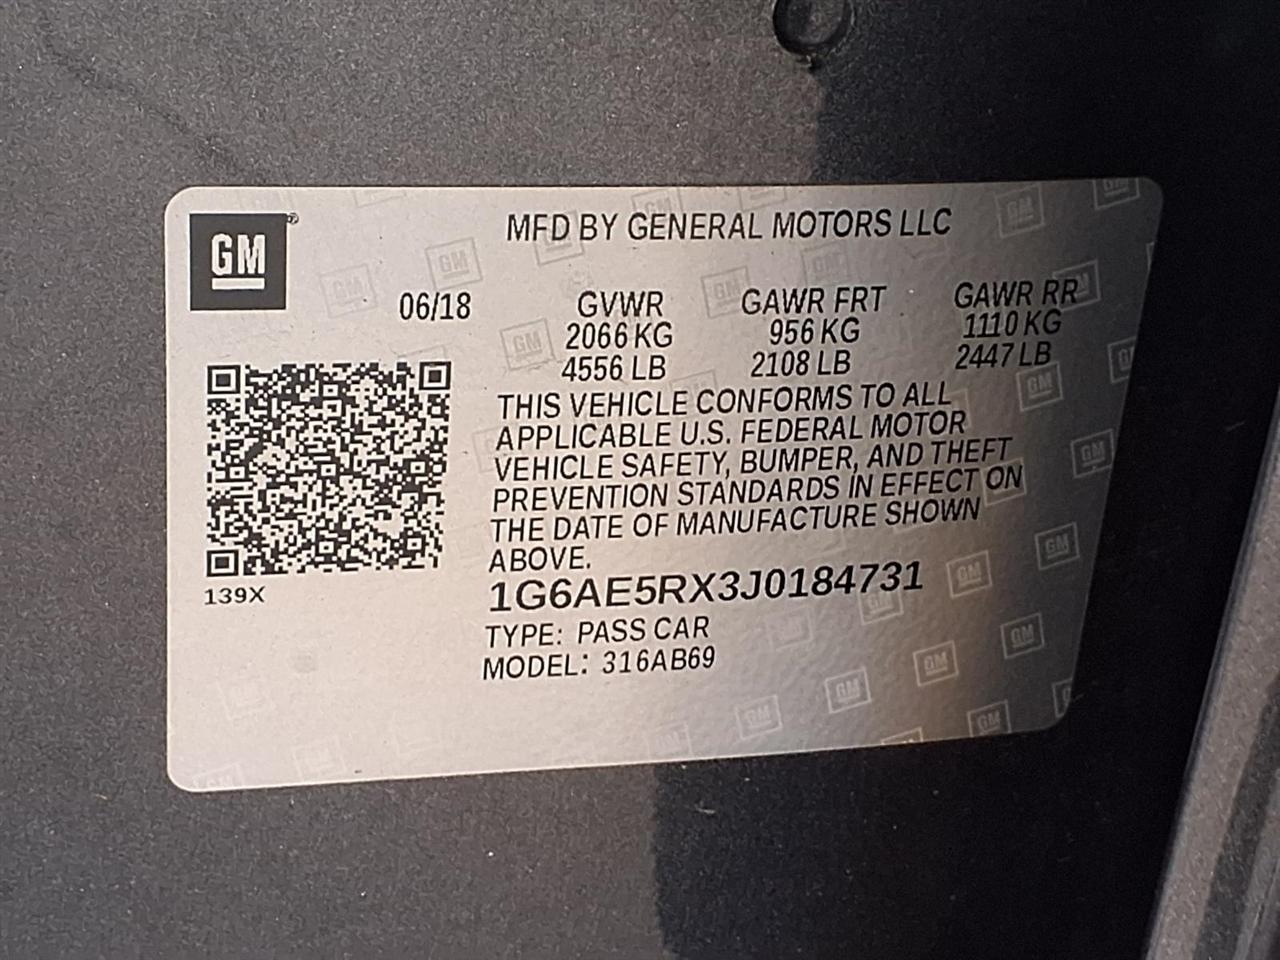 GM
MFD BY GENERAL MOTORS LLC
06/18 GVWR GAWR FRT GAWR RR
2066 KG 956 KG 1110 KG
4556 LB 2108 LB 2447 LB
THIS VEHICLE CONFORMS TO ALL
APPLICABLE U.S. FEDERAL MOTOR
VEHICLE SAFETY, BUMPER, AND THEFT
PREVENTION STANDARDS IN EFFECT ON
THE DATE OF MANUFACTURE SHOWN
ABOVE.
139X
1G6AE5RX3J0184731
TYPE: PASS CAR
MODEL: 316AB69